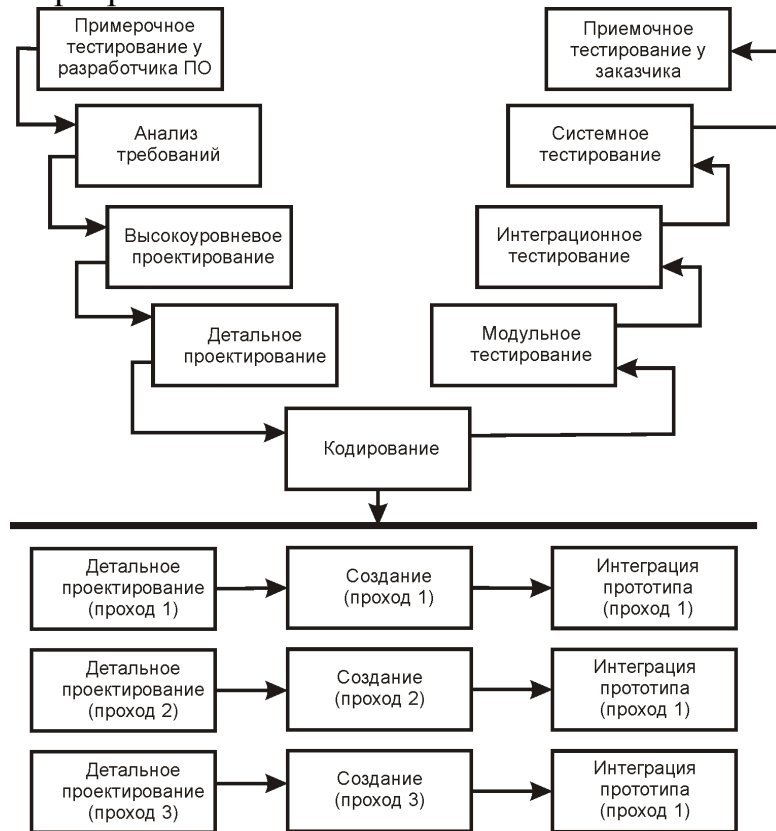 Примерочное
тестирование у
разработчика ПО
Приемочное
тестирование у
заказчика
Анализ
требований
Системное
тестирование
Высокоуровневое
проектирование
Интеграционное
тестирование
Детальное
проектирование
Модульное
тестирование
Кодирование
Детальное
проектирование
(проход 1)
Создание
(проход 1)
Интеграция
прототипа
(проход 1)
Детальное
проектирование
(проход 2)
Создание
(проход 2)
Интеграция
прототипа
(проход 1)
Детальное
проектирование
(проход 3)
Создание
(проход 3)
Интеграция
прототипа
(проход 1)